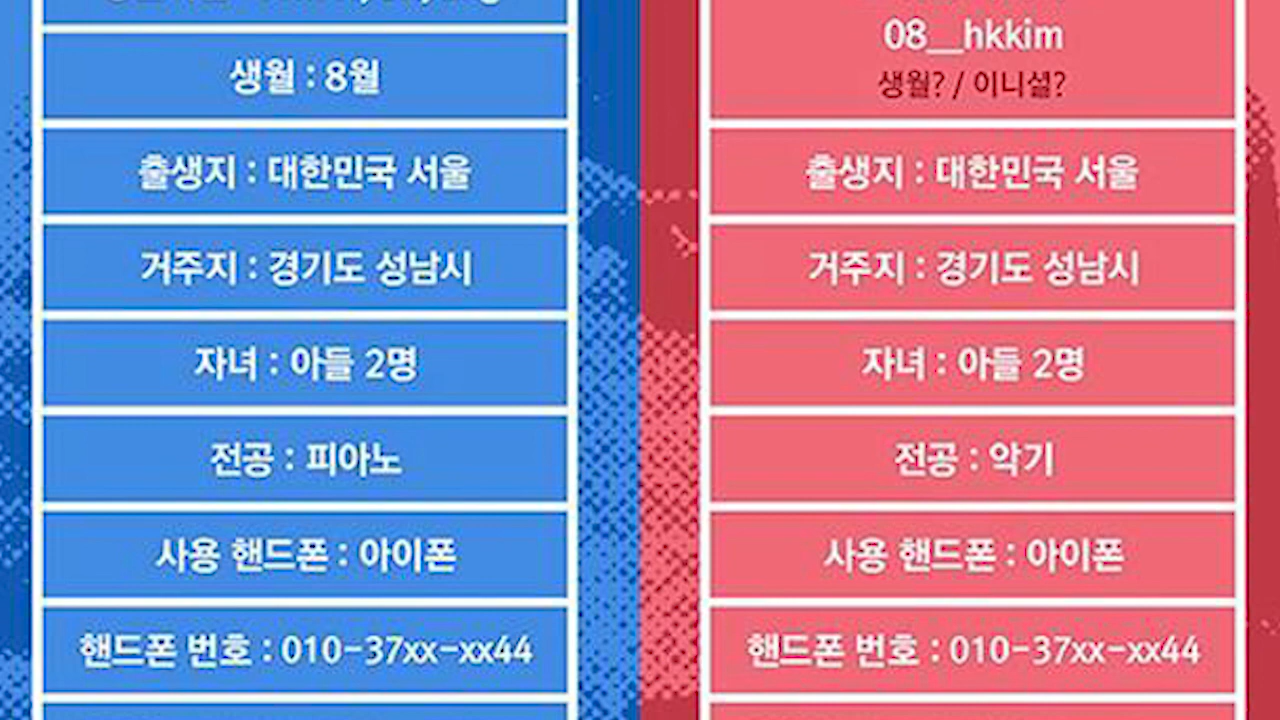 생월 : 8월
출생지 : 대한민국 서울
거주지 : 경기도 성남시
자녀 : 아들 2명
전공 : 피아노
사용 핸드폰 : 아이폰
핸드폰 번호 : 010-37xx-xx44
08__hkkim
생월? / 이니셜?
출생지 : 대한민국 서울
거주지 : 경기도 성남시
자녀 : 아들 2명
전공 : 악기
사용 핸드폰 : 아이폰
핸드폰 번호 : 010-37xx-xx44